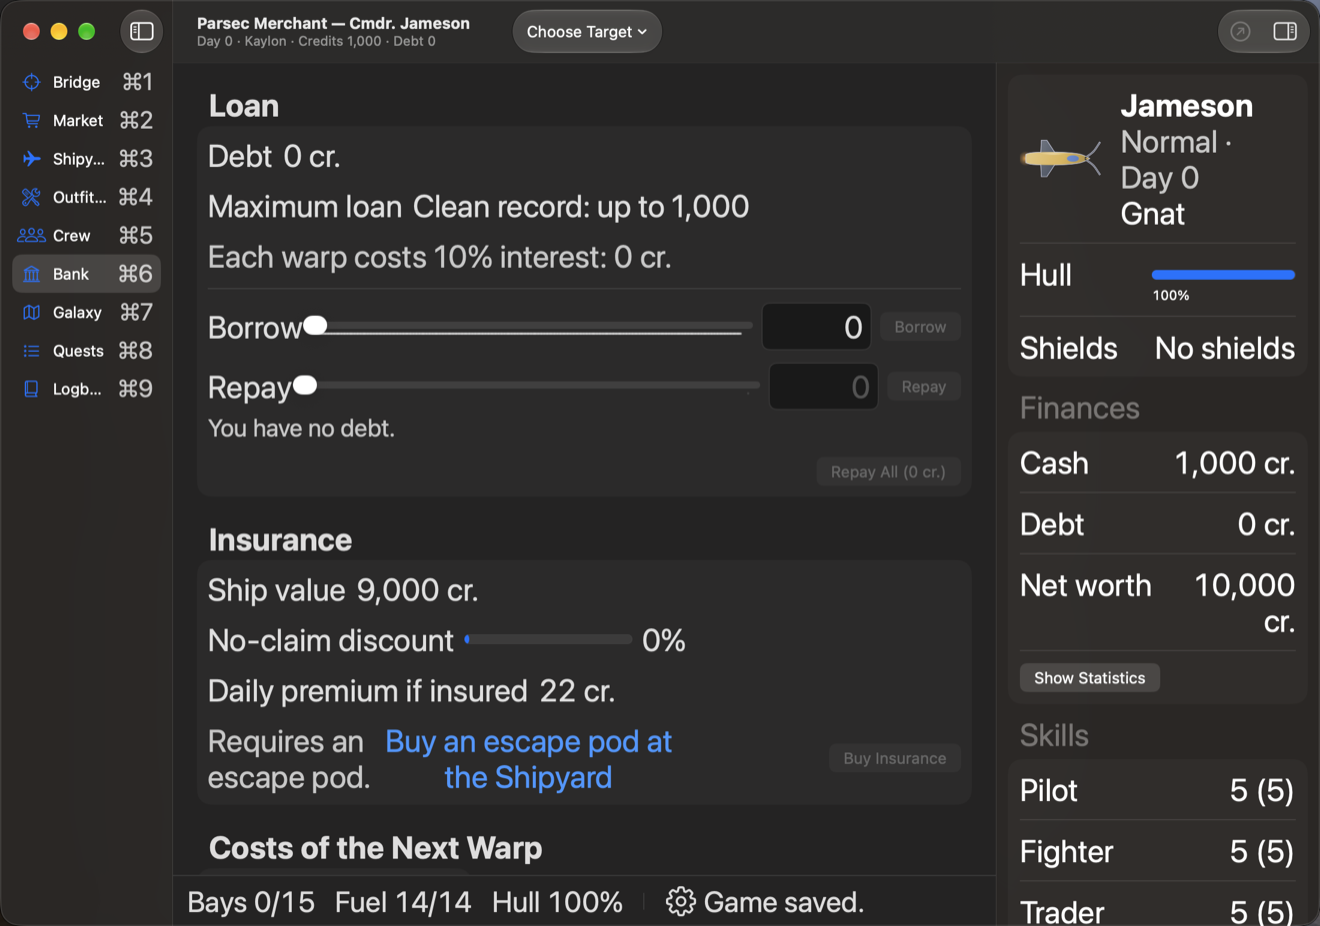 Parsec Merchant — Cmdr. Jameson
Day 0 · Kaylon · Credits 1,000 · Debt 0
Choose Target
Bridge ⌘1
Market ⌘2
Shipy... ⌘3
Outfit... ⌘4
Crew ⌘5
Bank ⌘6
Galaxy ⌘7
Quests ⌘8
Logb... ⌘9
Loan
Debt 0 cr.
Maximum loan Clean record: up to 1,000
Each warp costs 10% interest: 0 cr.
Borrow 0 Borrow
Repay 0 Repay
You have no debt.
Repay All (0 cr.)
Insurance
Ship value 9,000 cr.
No-claim discount 0%
Daily premium if insured 22 cr.
Requires an
escape pod.
Buy an escape pod at
the Shipyard
Buy Insurance
Costs of the Next Warp
Bays 0/15 Fuel 14/14 Hull 100% Game saved.
Jameson
Normal ·
Day 0
Gnat
Hull
100%
Shields No shields
Finances
Cash 1,000 cr.
Debt 0 cr.
Net worth 10,000
cr.
Show Statistics
Skills
Pilot 5 (5)
Fighter 5 (5)
Trader 5 (5)